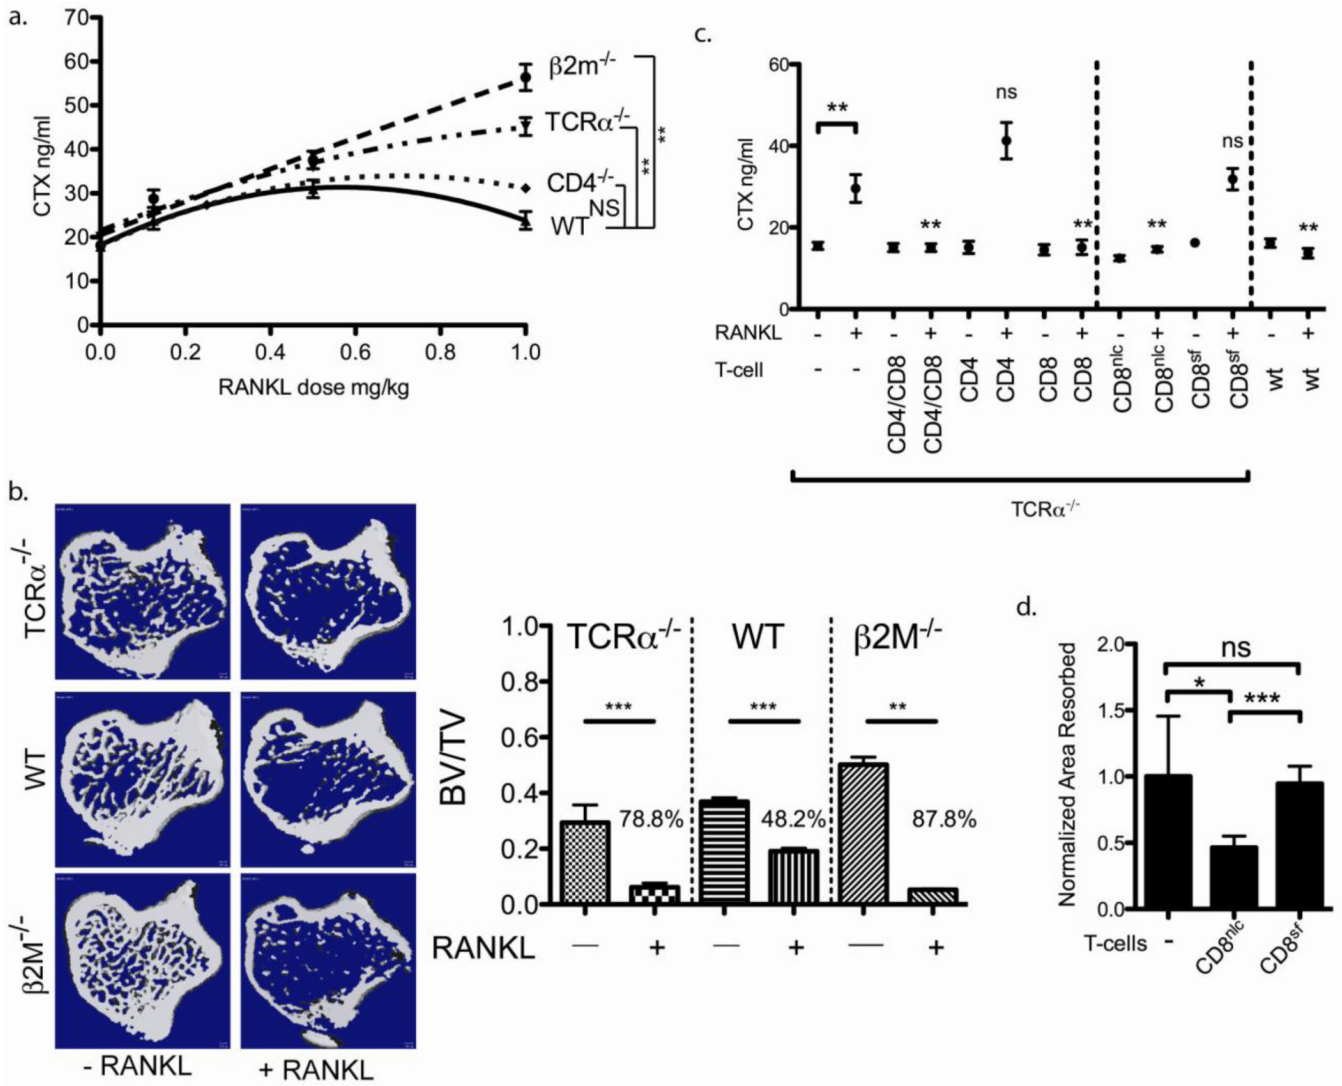 a.
70
60
50
40
30
20
10
0
CTX ng/ml
0.0 0.2 0.4 0.6 0.8 1.0
RANKL dose mg/kg
β2m-/-
TCRα-/-
CD4-/-
NS
WT
**
**
c.
60
40
20
0
CTX ng/ml
**
ns
ns
** ** ** **
RANKL - + - + - + - + - + - + - +
T-cell - - CD4/CD8 CD4/CD8 CD4 CD4 CD8 CD8 CD8nlc CD8nlc CD8sf CD8sf wt wt
TCRα-/-
b.
TCRα-/-
WT
β2M-/-
- RANKL + RANKL
1.0
0.8
0.6
0.4
0.2
0.0
BV/TV
TCRα-/- WT β2M-/-
*** *** **
78.8% 48.2% 87.8%
RANKL — + — + — +
d.
2.0
1.5
1.0
0.5
0.0
Normalized Area Resorbed
ns
* ***
T-cells - CD8nlc CD8sf